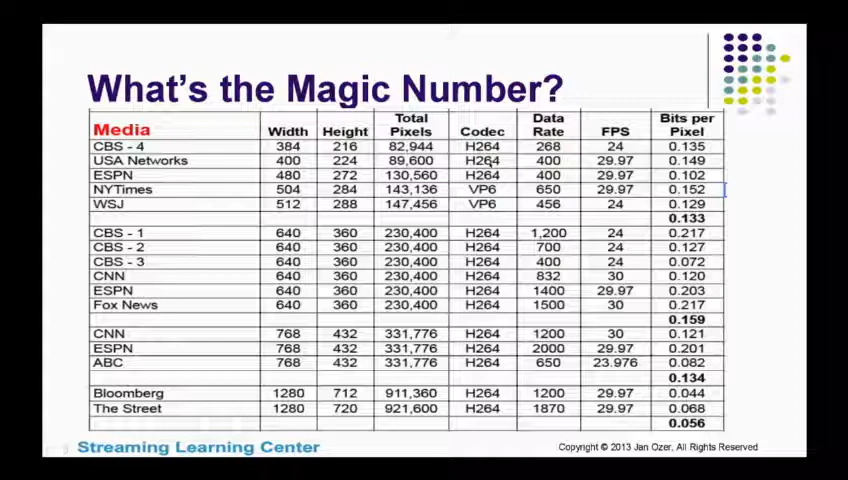 What's the Magic Number?
Media Width Height Total Pixels Codec Data Rate FPS Bits per Pixel
CBS - 4 384 216 82,944 H264 268 24 0.135
USA Networks 400 224 89,600 H264 400 29.97 0.149
ESPN 480 272 130,560 H264 400 29.97 0.102
NYTimes 504 284 143,136 VP6 650 29.97 0.152
WSJ 512 288 147,456 VP6 456 24 0.129
0.133
CBS - 1 640 360 230,400 H264 1,200 24 0.217
CBS - 2 640 360 230,400 H264 700 24 0.127
CBS - 3 640 360 230,400 H264 400 24 0.072
CNN 640 360 230,400 H264 832 30 0.120
ESPN 640 360 230,400 H264 1400 29.97 0.203
Fox News 640 360 230,400 H264 1500 30 0.217
0.159
CNN 768 432 331,776 H264 1200 30 0.121
ESPN 768 432 331,776 H264 2000 29.97 0.201
ABC 768 432 331,776 H264 650 23.976 0.082
0.134
Bloomberg 1280 712 911,360 H264 1200 29.97 0.044
The Street 1280 720 921,600 H264 1870 29.97 0.068
0.056
Streaming Learning Center
Copyright © 2013 Jan Ozer, All Rights Reserved